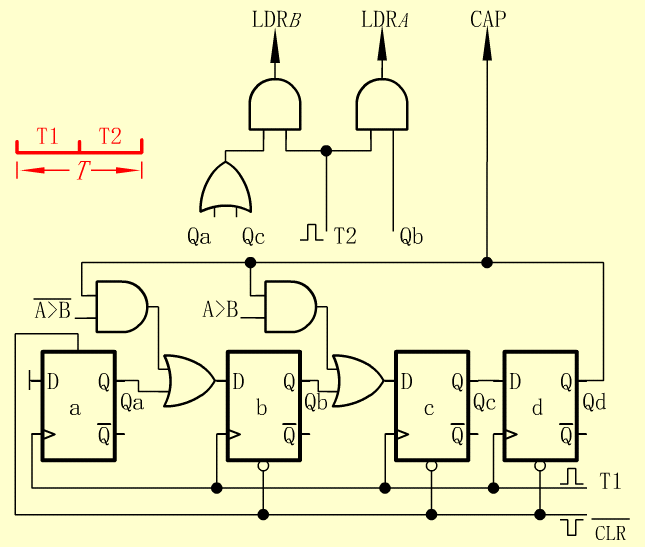 LDRB LDRA CAP
T1 T2
T
Qa Qc T2 Qb
A>B A>B
D Q Qa D Q Qb D Q Qc D Q Qd
a b c d
Q Q Q Q
T1
CLR